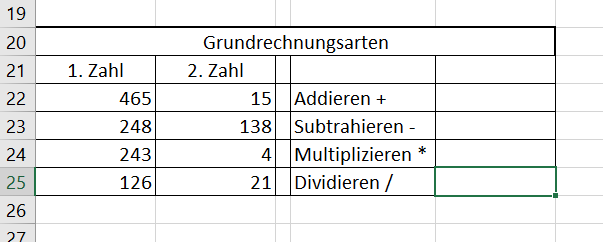 19
20 Grundrechnungsarten
21 1. Zahl 2. Zahl
22 465 15 Addieren +
23 248 138 Subtrahieren -
24 243 4 Multiplizieren *
25 126 21 Dividieren /
26
27